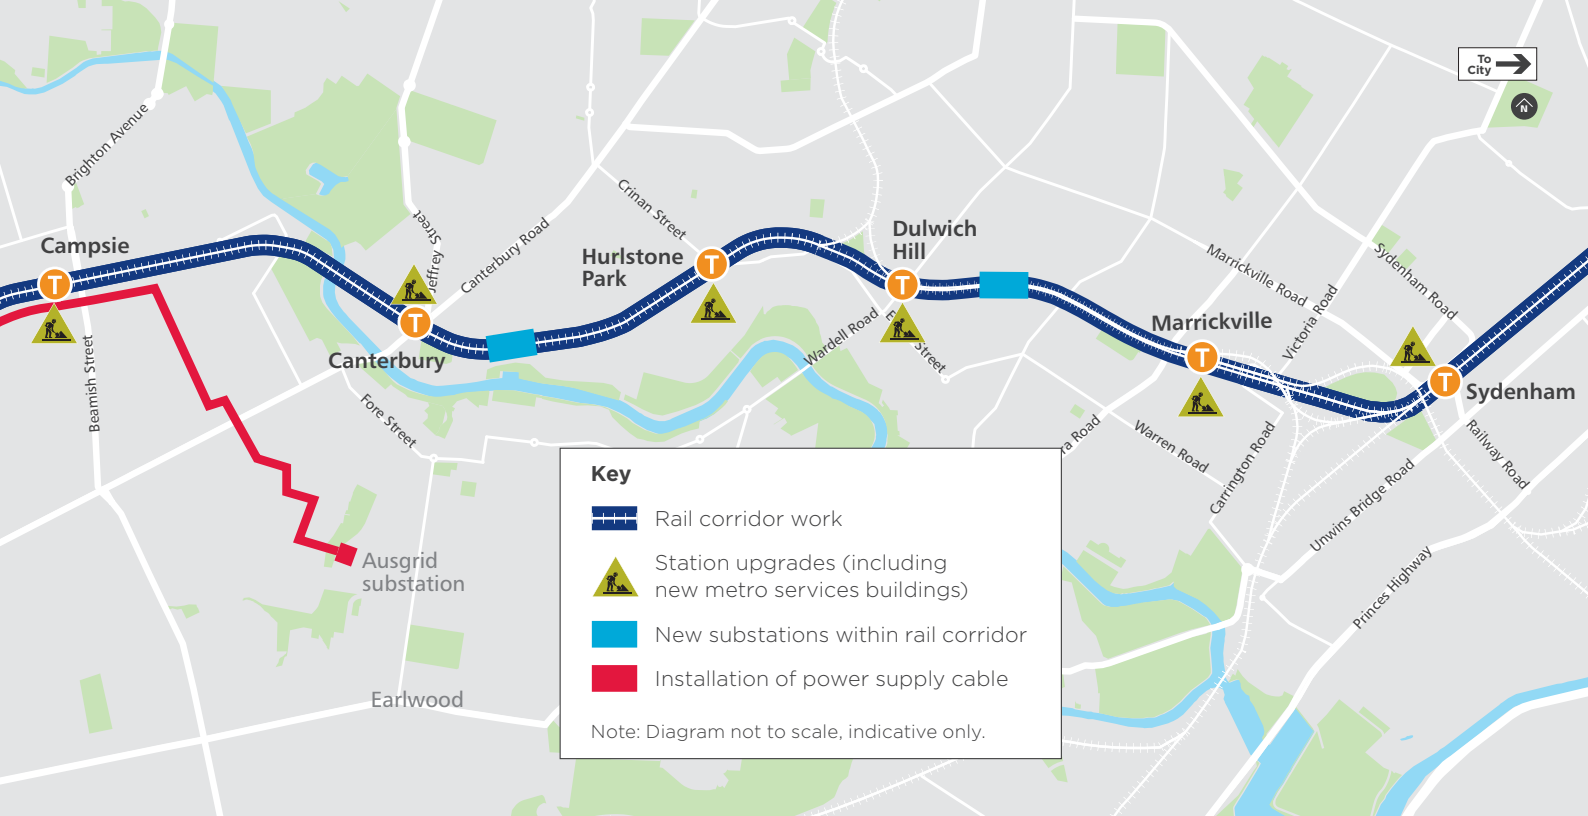 To
City
N
Brighton Avenue
Jeffrey Street
Canterbury Road
Crinan Street
Campsie
T
Canterbury
T
Hurlstone
Park
T
Dulwich
Hill
T
Marrickville Road
Sydenham Road
Victoria Road
Marrickville
T
Sydenham
T
Beamish Street
Fore Street
Wardell Road
Street
Warren Road
Carrington Road
Unwins Bridge Road
Railway Road
Princes Highway
Road
Ausgrid
substation
Earlwood
Key
Rail corridor work
Station upgrades (including
new metro services buildings)
New substations within rail corridor
Installation of power supply cable
Note: Diagram not to scale, indicative only.